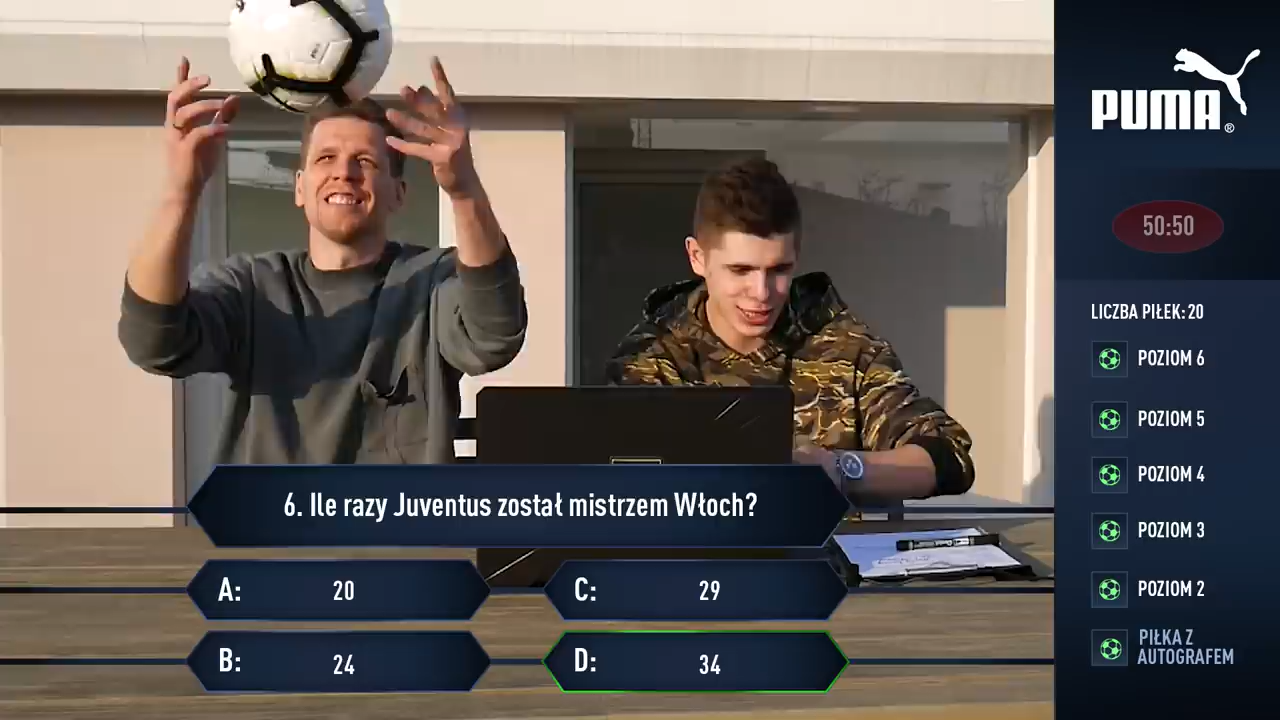 PUMA®
50:50
LICZBA PIŁEK: 20
POZIOM 6
POZIOM 5
POZIOM 4
POZIOM 3
POZIOM 2
PIŁKA Z
AUTOGRAFEM
6. Ile razy Juventus został mistrzem Włoch?
A: 20
C: 29
B: 24
D: 34